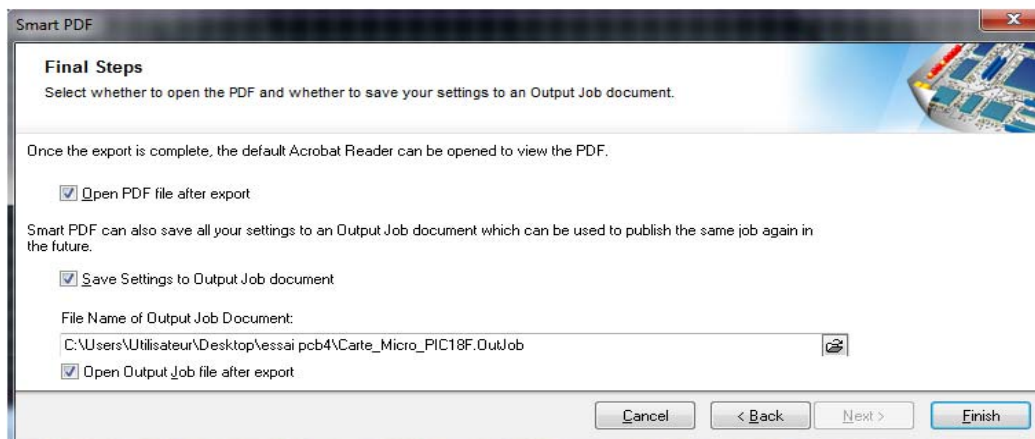 Smart PDF
Final Steps
Select whether to open the PDF and whether to save your settings to an Output Job document.
Once the export is complete, the default Acrobat Reader can be opened to view the PDF.
Open PDF file after export
Smart PDF can also save all your settings to an Output Job document which can be used to publish the same job again in
the future.
Save Settings to Output Job document
File Name of Output Job Document:
C:\Users\Utilisateur\Desktop\essai pcb4\Carte_Micro_PIC18F.OutJob
Open Output Job file after export
Cancel < Back Next > Finish